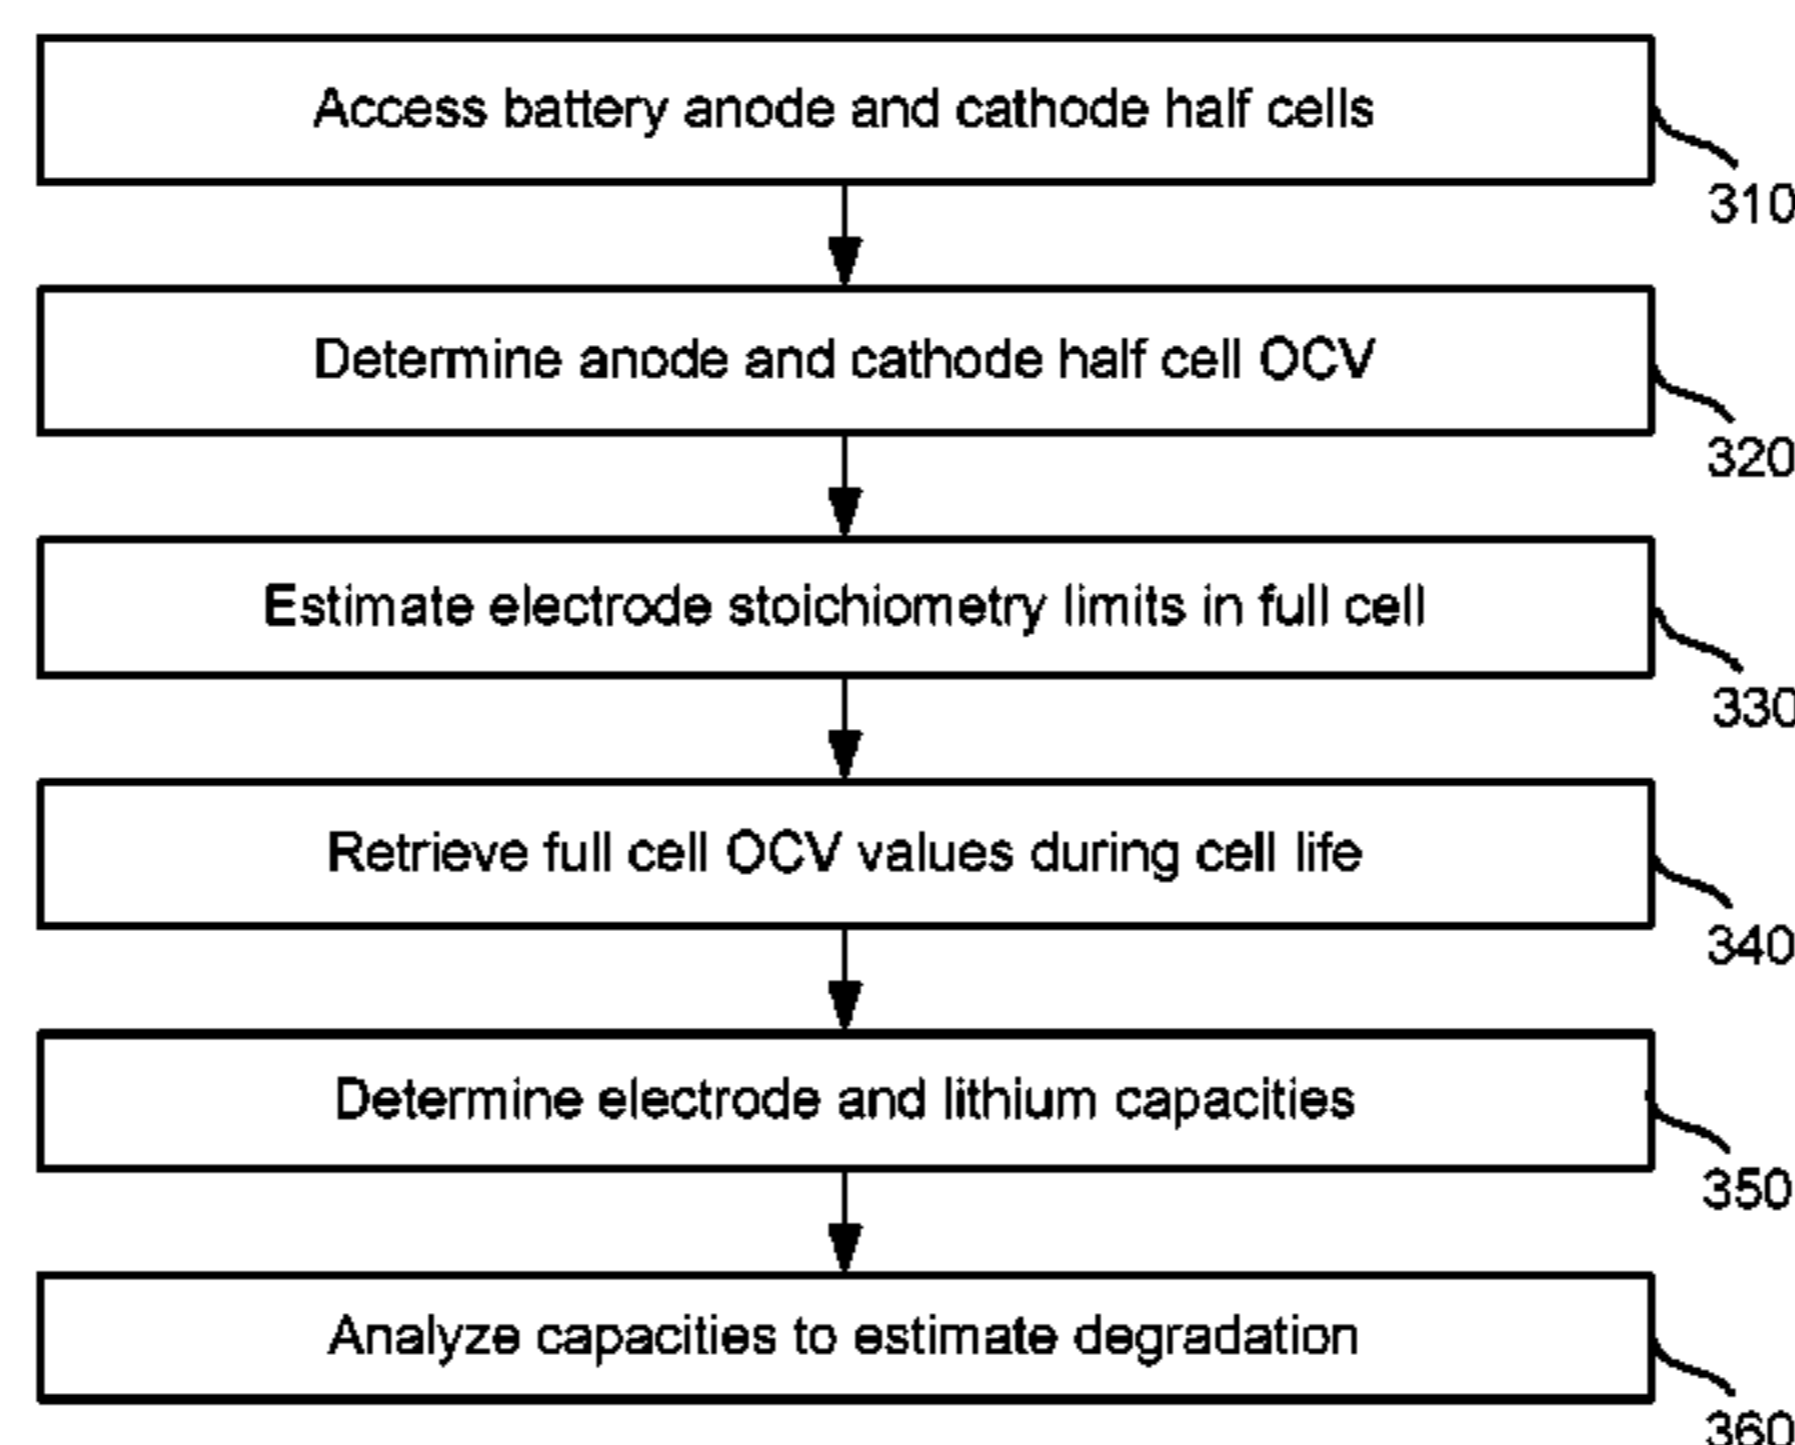 Access battery anode and cathode half cells
310
Determine anode and cathode half cell OCV
320
Estimate electrode stoichiometry limits in full cell
330
Retrieve full cell OCV values during cell life
340
Determine electrode and lithium capacities
350
Analyze capacities to estimate degradation
360